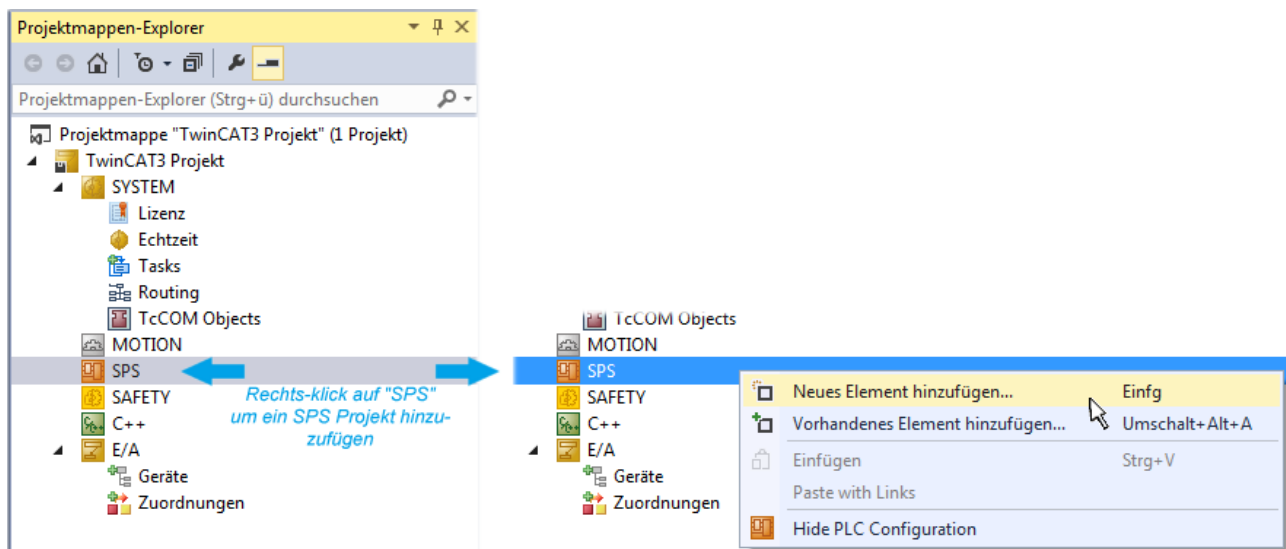 Projektmappen-Explorer
Projektmappen-Explorer (Strg+ü) durchsuchen
Projektmappe "TwinCAT3 Projekt" (1 Projekt)
TwinCAT3 Projekt
SYSTEM
Lizenz
Echtzeit
Tasks
Routing
TcCOM Objects
MOTION
SPS
SAFETY
C++
E/A
Geräte
Zuordnungen
Rechts-klick auf "SPS"
um ein SPS Projekt hinzu-
zufügen
TcCOM Objects
MOTION
SPS
SAFETY
C++
E/A
Geräte
Zuordnungen
Neues Element hinzufügen... Einfg
Vorhandenes Element hinzufügen... Umschalt+Alt+A
Einfügen Strg+V
Paste with Links
Hide PLC Configuration